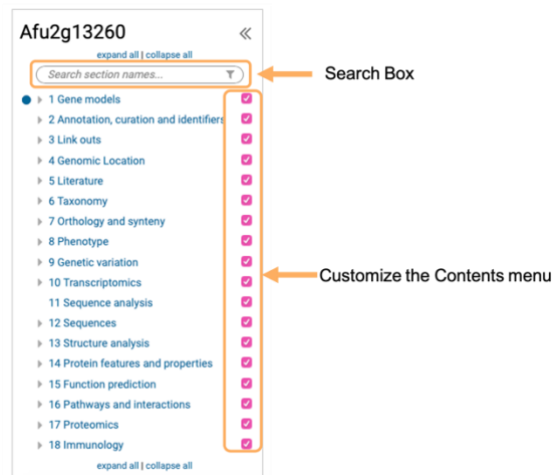 Afu2g13260
expand all | collapse all
Search section names...
Search Box
1 Gene models
2 Annotation, curation and identifiers
3 Link outs
4 Genomic Location
5 Literature
6 Taxonomy
7 Orthology and synteny
8 Phenotype
9 Genetic variation
Customize the Contents menu
10 Transcriptomics
11 Sequence analysis
12 Sequences
13 Structure analysis
14 Protein features and properties
15 Function prediction
16 Pathways and interactions
17 Proteomics
18 Immunology
expand all | collapse all